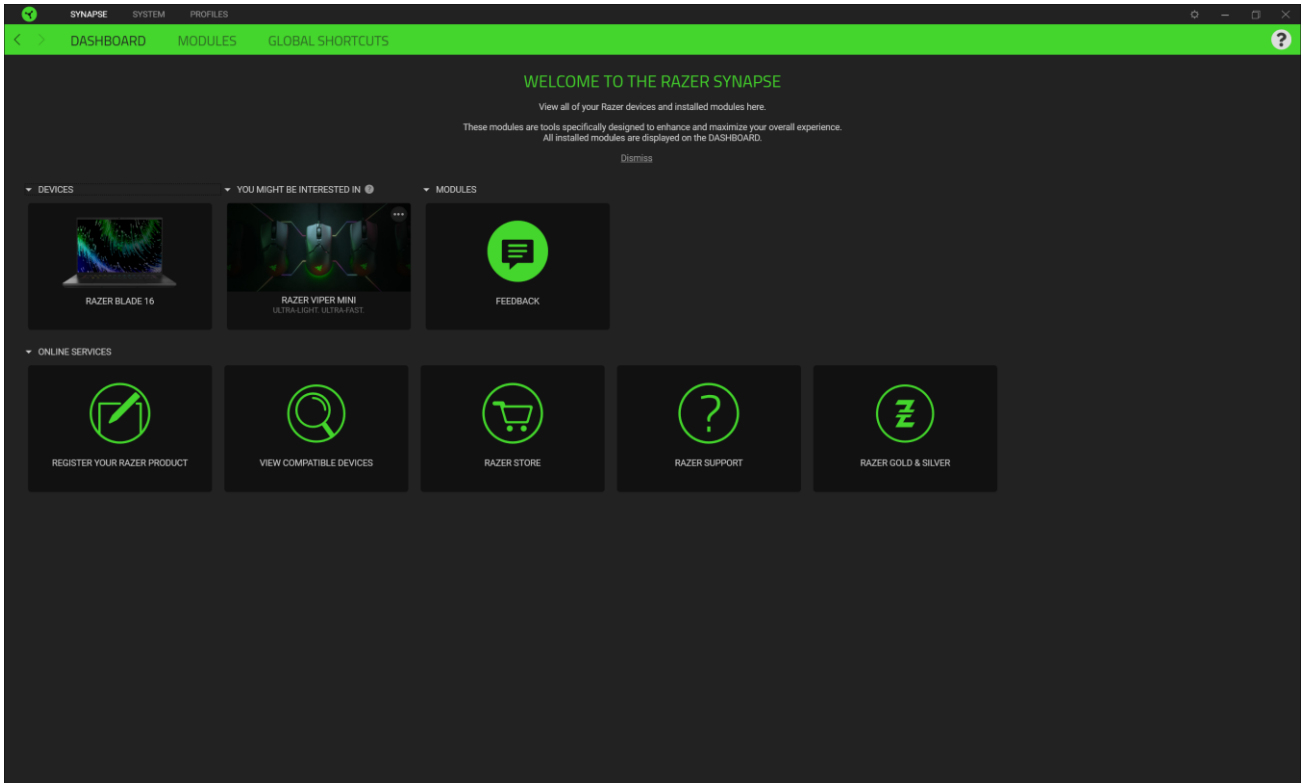 SYNAPSE SYSTEM PROFILES
DASHBOARD MODULES GLOBAL SHORTCUTS
?
WELCOME TO THE RAZER SYNAPSE
View all of your Razer devices and installed modules here.
These modules are tools specifically designed to enhance and maximize your overall experience.
All installed modules are displayed on the DASHBOARD.
Dismiss
DEVICES
YOU MIGHT BE INTERESTED IN ?
MODULES
RAZER BLADE 16
RAZER VIPER MINI
ULTRA-LIGHT. ULTRA-FAST.
FEEDBACK
ONLINE SERVICES
REGISTER YOUR RAZER PRODUCT
VIEW COMPATIBLE DEVICES
RAZER STORE
?
RAZER SUPPORT
RAZER GOLD & SILVER